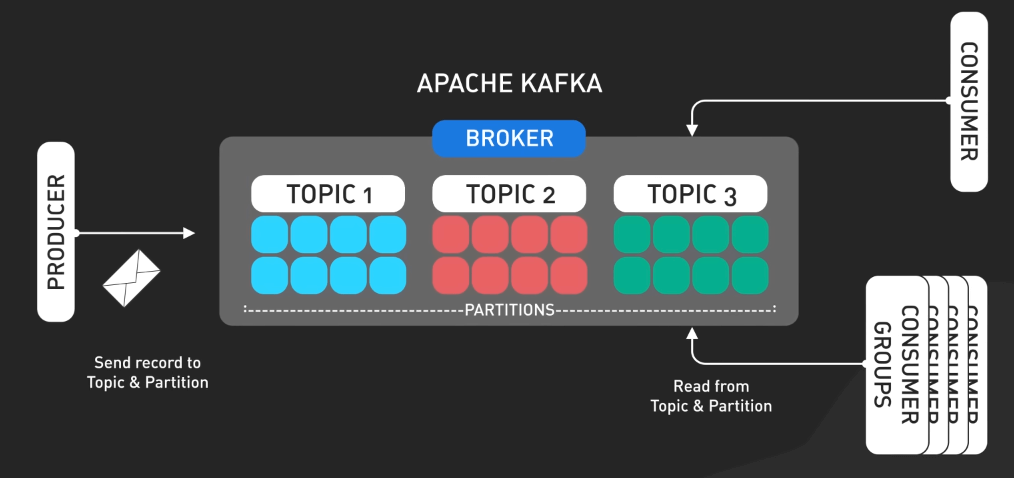 APACHE KAFKA
BROKER
TOPIC 1
TOPIC 2
TOPIC 3
PARTITIONS
PRODUCER
Send record to
Topic & Partition
CONSUMER
Read from
Topic & Partition
CONSUMER
GROUPS
CONSUMER
CONSUMER
CONSUMER